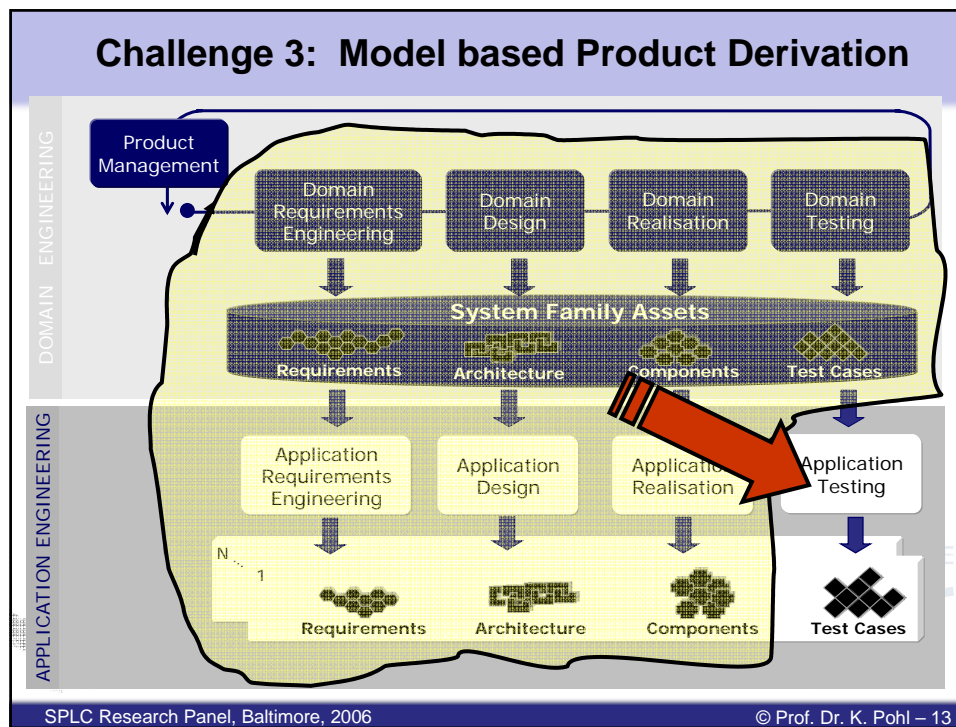 Challenge 3: Model based Product Derivation
DOMAIN ENGINEERING
Product
Management
Domain
Requirements
Engineering
Domain
Design
Domain
Realisation
Domain
Testing
System Family Assets
Requirements
Architecture
Components
Test Cases
APPLICATION ENGINEERING
Application
Requirements
Engineering
Application
Design
Realisation
Application
Testing
N
...
1
Requirements
Architecture
Components
Test Cases
SPLC Research Panel, Baltimore, 2006
© Prof. Dr. K. Pohl – 13